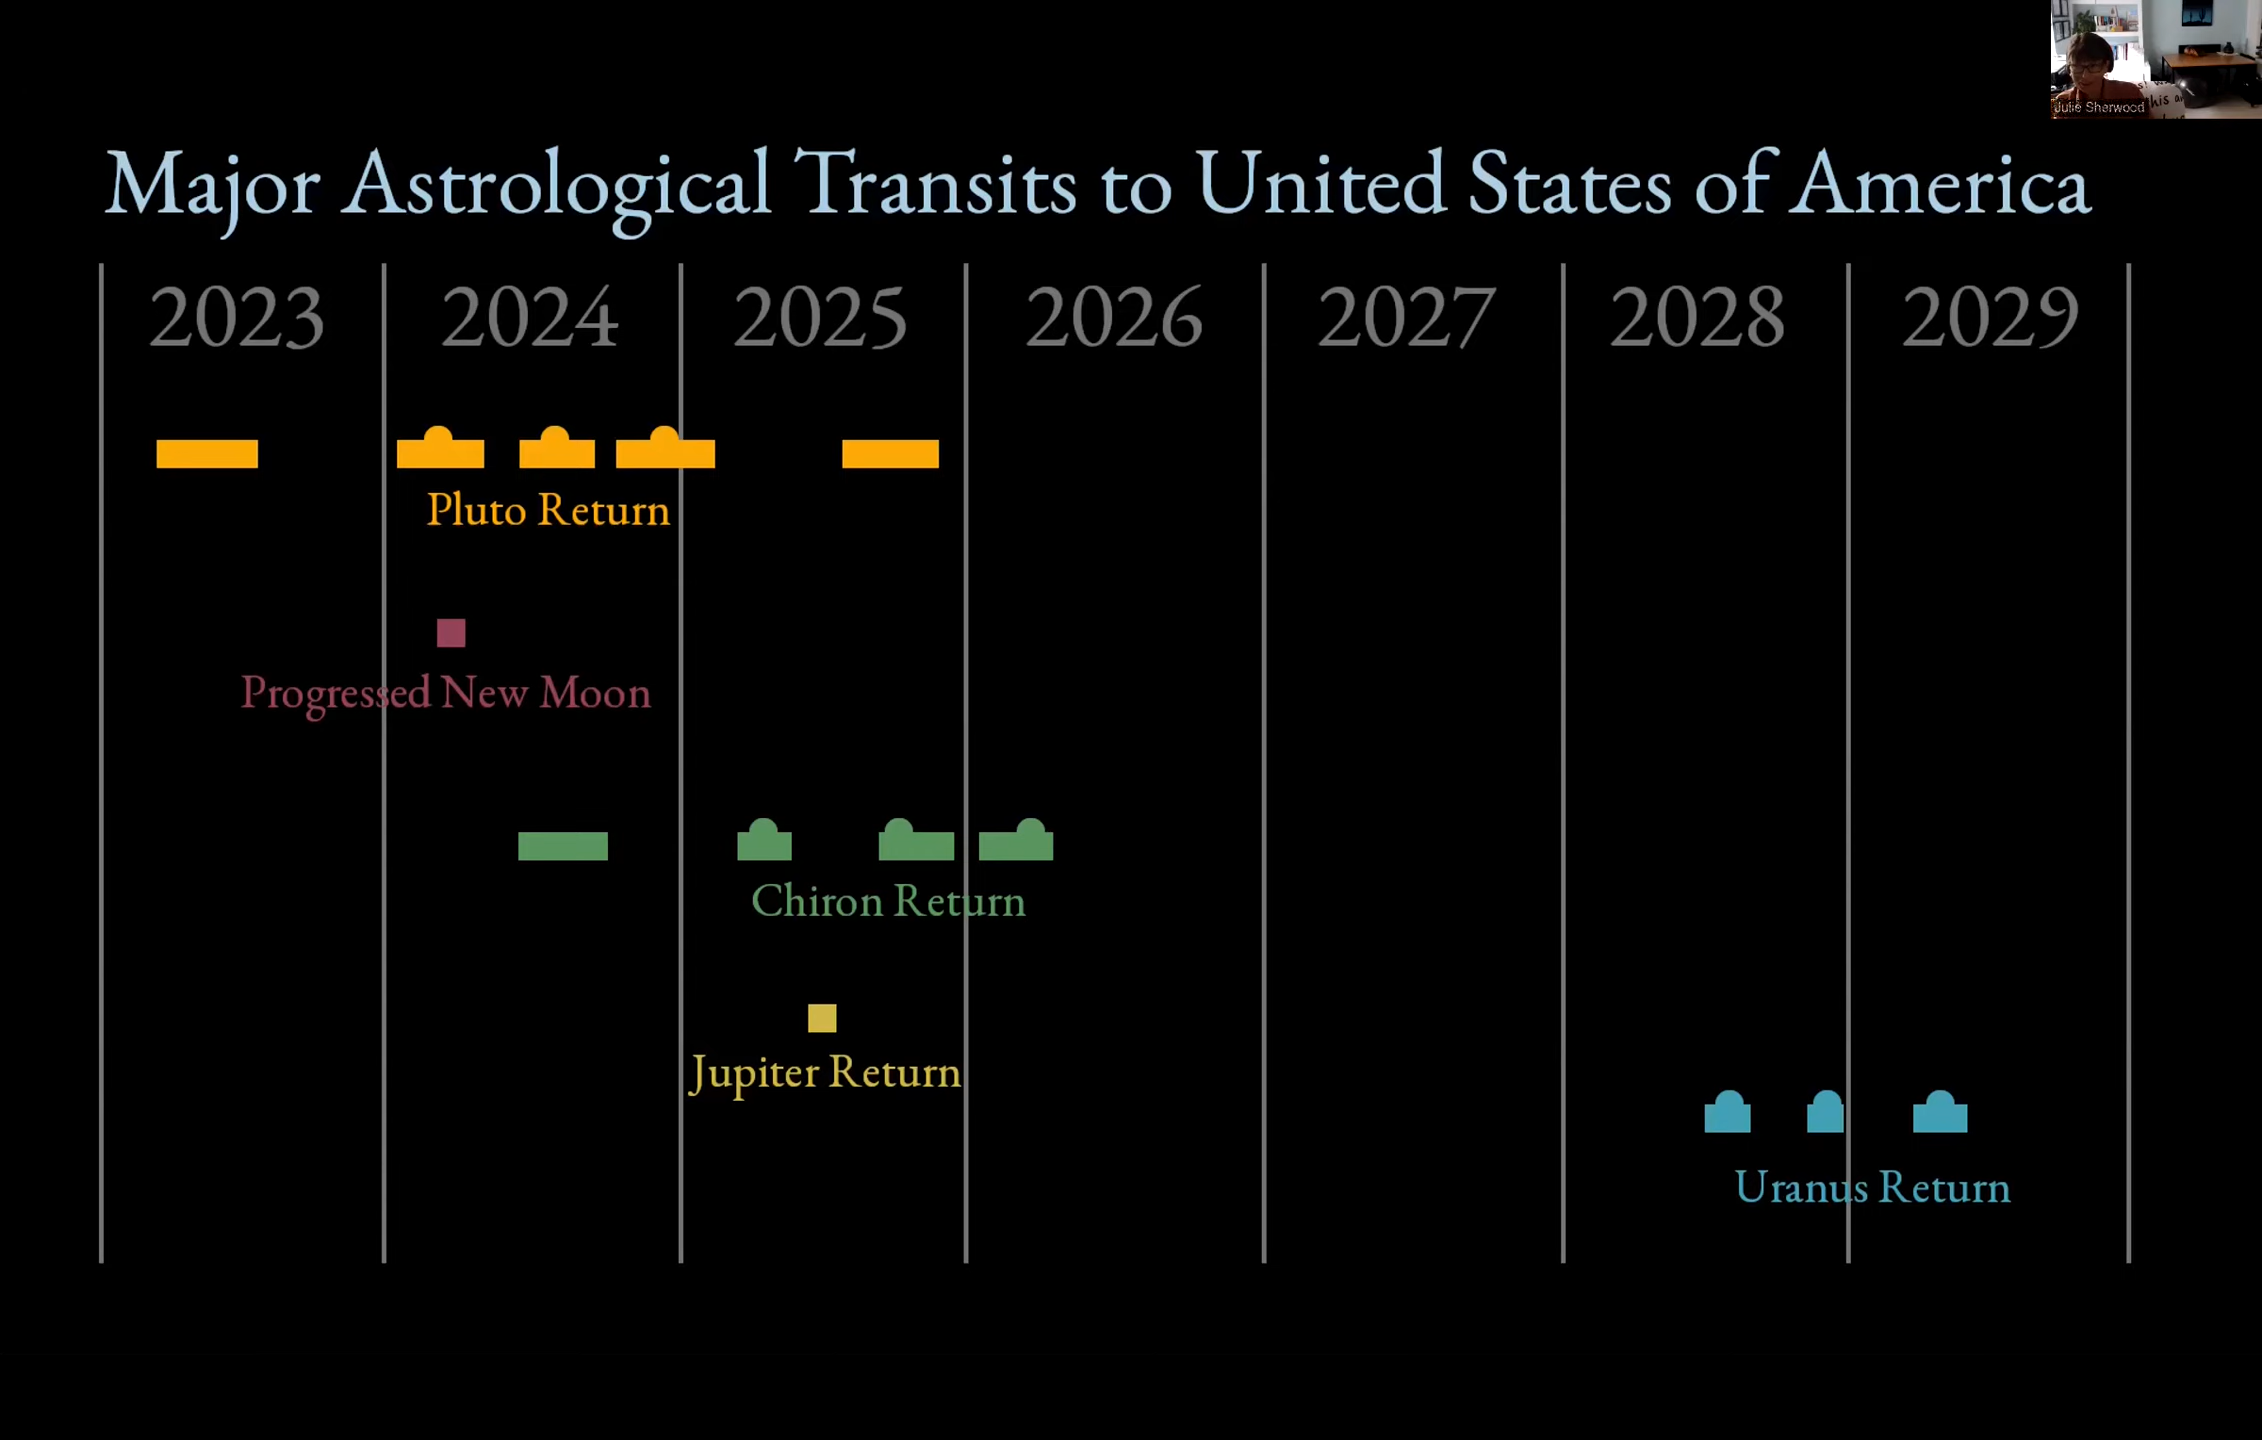 Julie Sherwood
his
Major Astrological Transits to United States of America
2023 2024 2025 2026 2027 2028 2029
Pluto Return
Progressed New Moon
Chiron Return
Jupiter Return
Uranus Return